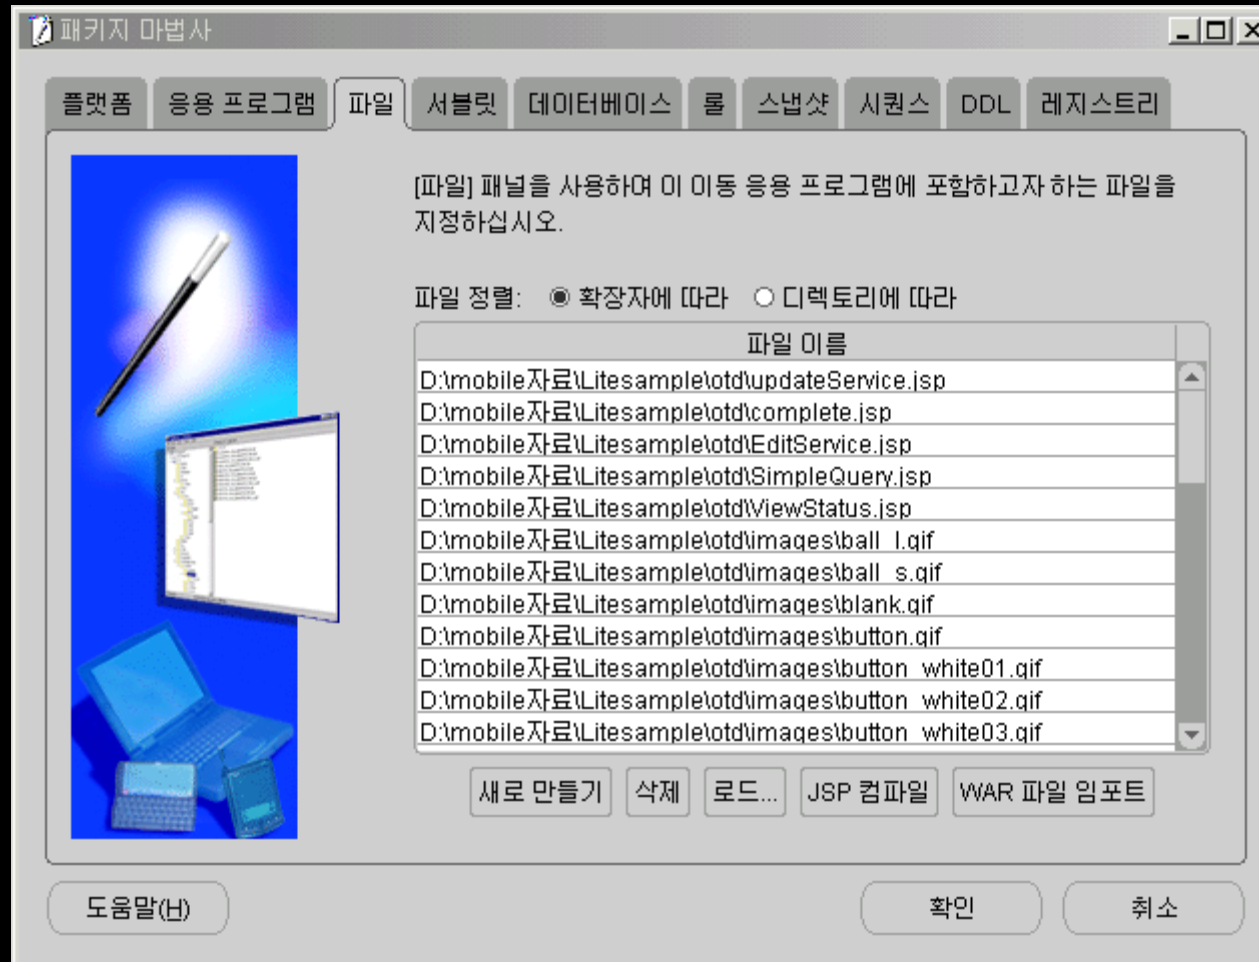 패키지 마법사
플랫폼 응용 프로그램 파일 서블릿 데이터베이스 롤 스냅샷 시퀀스 DDL 레지스트리
[파일] 패널을 사용하여 이 이동 응용 프로그램에 포함하고자 하는 파일을
지정하십시오.
파일 정렬: 확장자에 따라 디렉토리에 따라
파일 이름
D:\mobile자료\Litesample\otd\updateService.jsp
D:\mobile자료\Litesample\otd\complete.jsp
D:\mobile자료\Litesample\otd\EditService.jsp
D:\mobile자료\Litesample\otd\SimpleQuery.jsp
D:\mobile자료\Litesample\otd\ViewStatus.jsp
D:\mobile자료\Litesample\otd\images\ball_l.gif
D:\mobile자료\Litesample\otd\images\ball_s.gif
D:\mobile자료\Litesample\otd\images\blank.gif
D:\mobile자료\Litesample\otd\images\button.gif
D:\mobile자료\Litesample\otd\images\button_white01.gif
D:\mobile자료\Litesample\otd\images\button_white02.gif
D:\mobile자료\Litesample\otd\images\button_white03.gif
새로 만들기 삭제 로드... JSP 컴파일 WAR 파일 임포트
도움말(H) 확인 취소